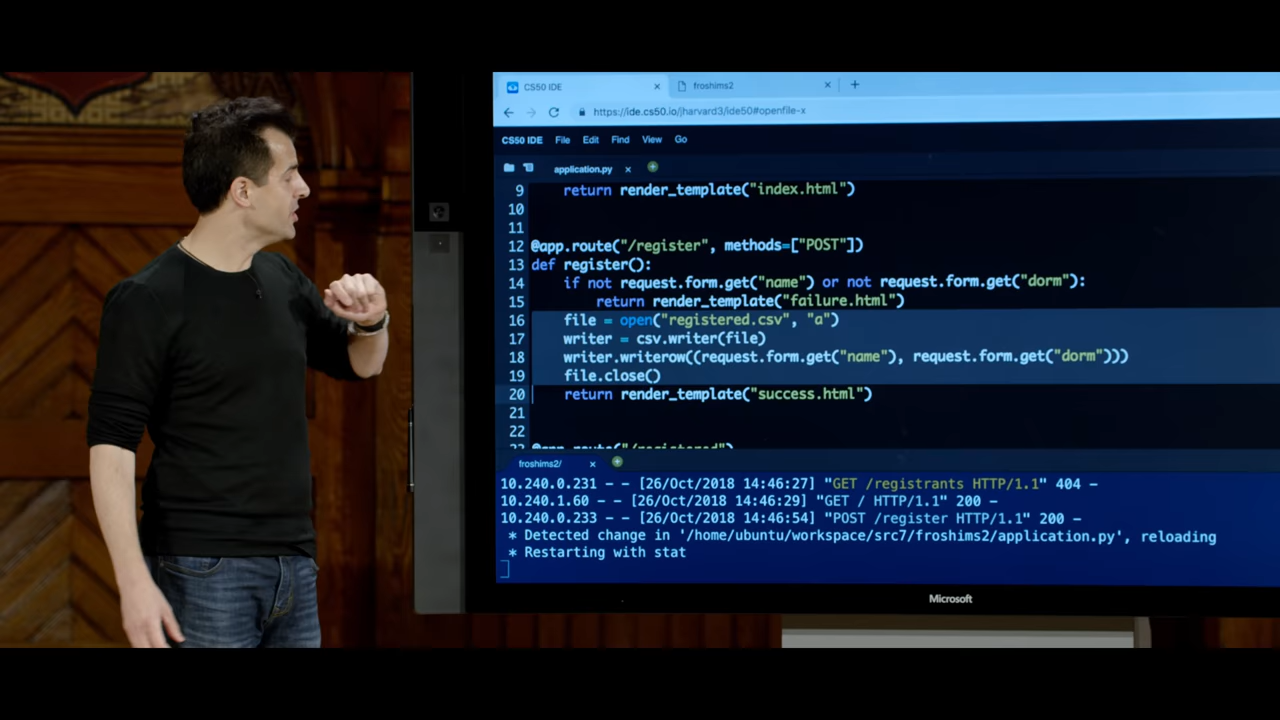 CS50 IDE
froshims2
https://ide.cs50.io/jharvard3/ide50#openfile-x
CS50 IDE File Edit Find View Go
application.py
9 return render_template("index.html")
10
11
12 @app.route("/register", methods=["POST"])
13 def register():
14 if not request.form.get("name") or not request.form.get("dorm"):
15 return render_template("failure.html")
16 file = open("registered.csv", "a")
17 writer = csv.writer(file)
18 writer.writerow((request.form.get("name"), request.form.get("dorm")))
19 file.close()
20 return render_template("success.html")
21
22
23 @app.route("/registered")
froshims2/
10.240.0.231 - - [26/Oct/2018 14:46:27] "GET /registrants HTTP/1.1" 404 -
10.240.1.60 - - [26/Oct/2018 14:46:29] "GET / HTTP/1.1" 200 -
10.240.0.233 - - [26/Oct/2018 14:46:54] "POST /register HTTP/1.1" 200 -
* Detected change in '/home/ubuntu/workspace/src7/froshims2/application.py', reloading
* Restarting with stat
Microsoft